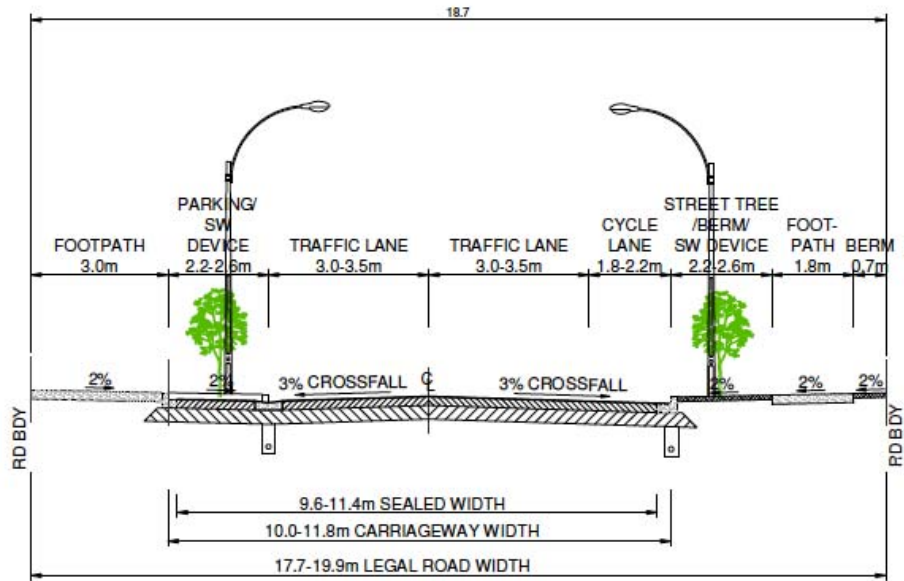 18.7
PARKING/
SW
DEVICE
2.2-2.6m
STREET TREE
/BERM/
SW DEVICE
2.2-2.6m
FOOTPATH
3.0m
TRAFFIC LANE
3.0-3.5m
TRAFFIC LANE
3.0-3.5m
CYCLE
LANE
1.8-2.2m
FOOT-
PATH
1.8m
BERM
0.7m
2%
2%
3% CROSSFALL
C
L
3% CROSSFALL
2%
2%
2%
RD BDY
RD BDY
9.6-11.4m SEALED WIDTH
10.0-11.8m CARRIAGEWAY WIDTH
17.7-19.9m LEGAL ROAD WIDTH